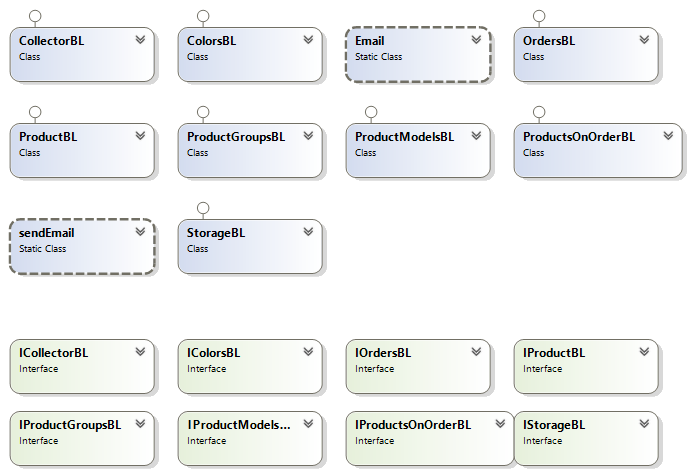 CollectorBL
Class
ColorsBL
Class
Email
Static Class
OrdersBL
Class
ProductBL
Class
ProductGroupsBL
Class
ProductModelsBL
Class
ProductsOnOrderBL
Class
sendEmail
Static Class
StorageBL
Class
ICollectorBL
Interface
IColorsBL
Interface
IOrdersBL
Interface
IProductBL
Interface
IProductGroupsBL
Interface
IProductModels...
Interface
IProductsOnOrderBL
Interface
IStorageBL
Interface